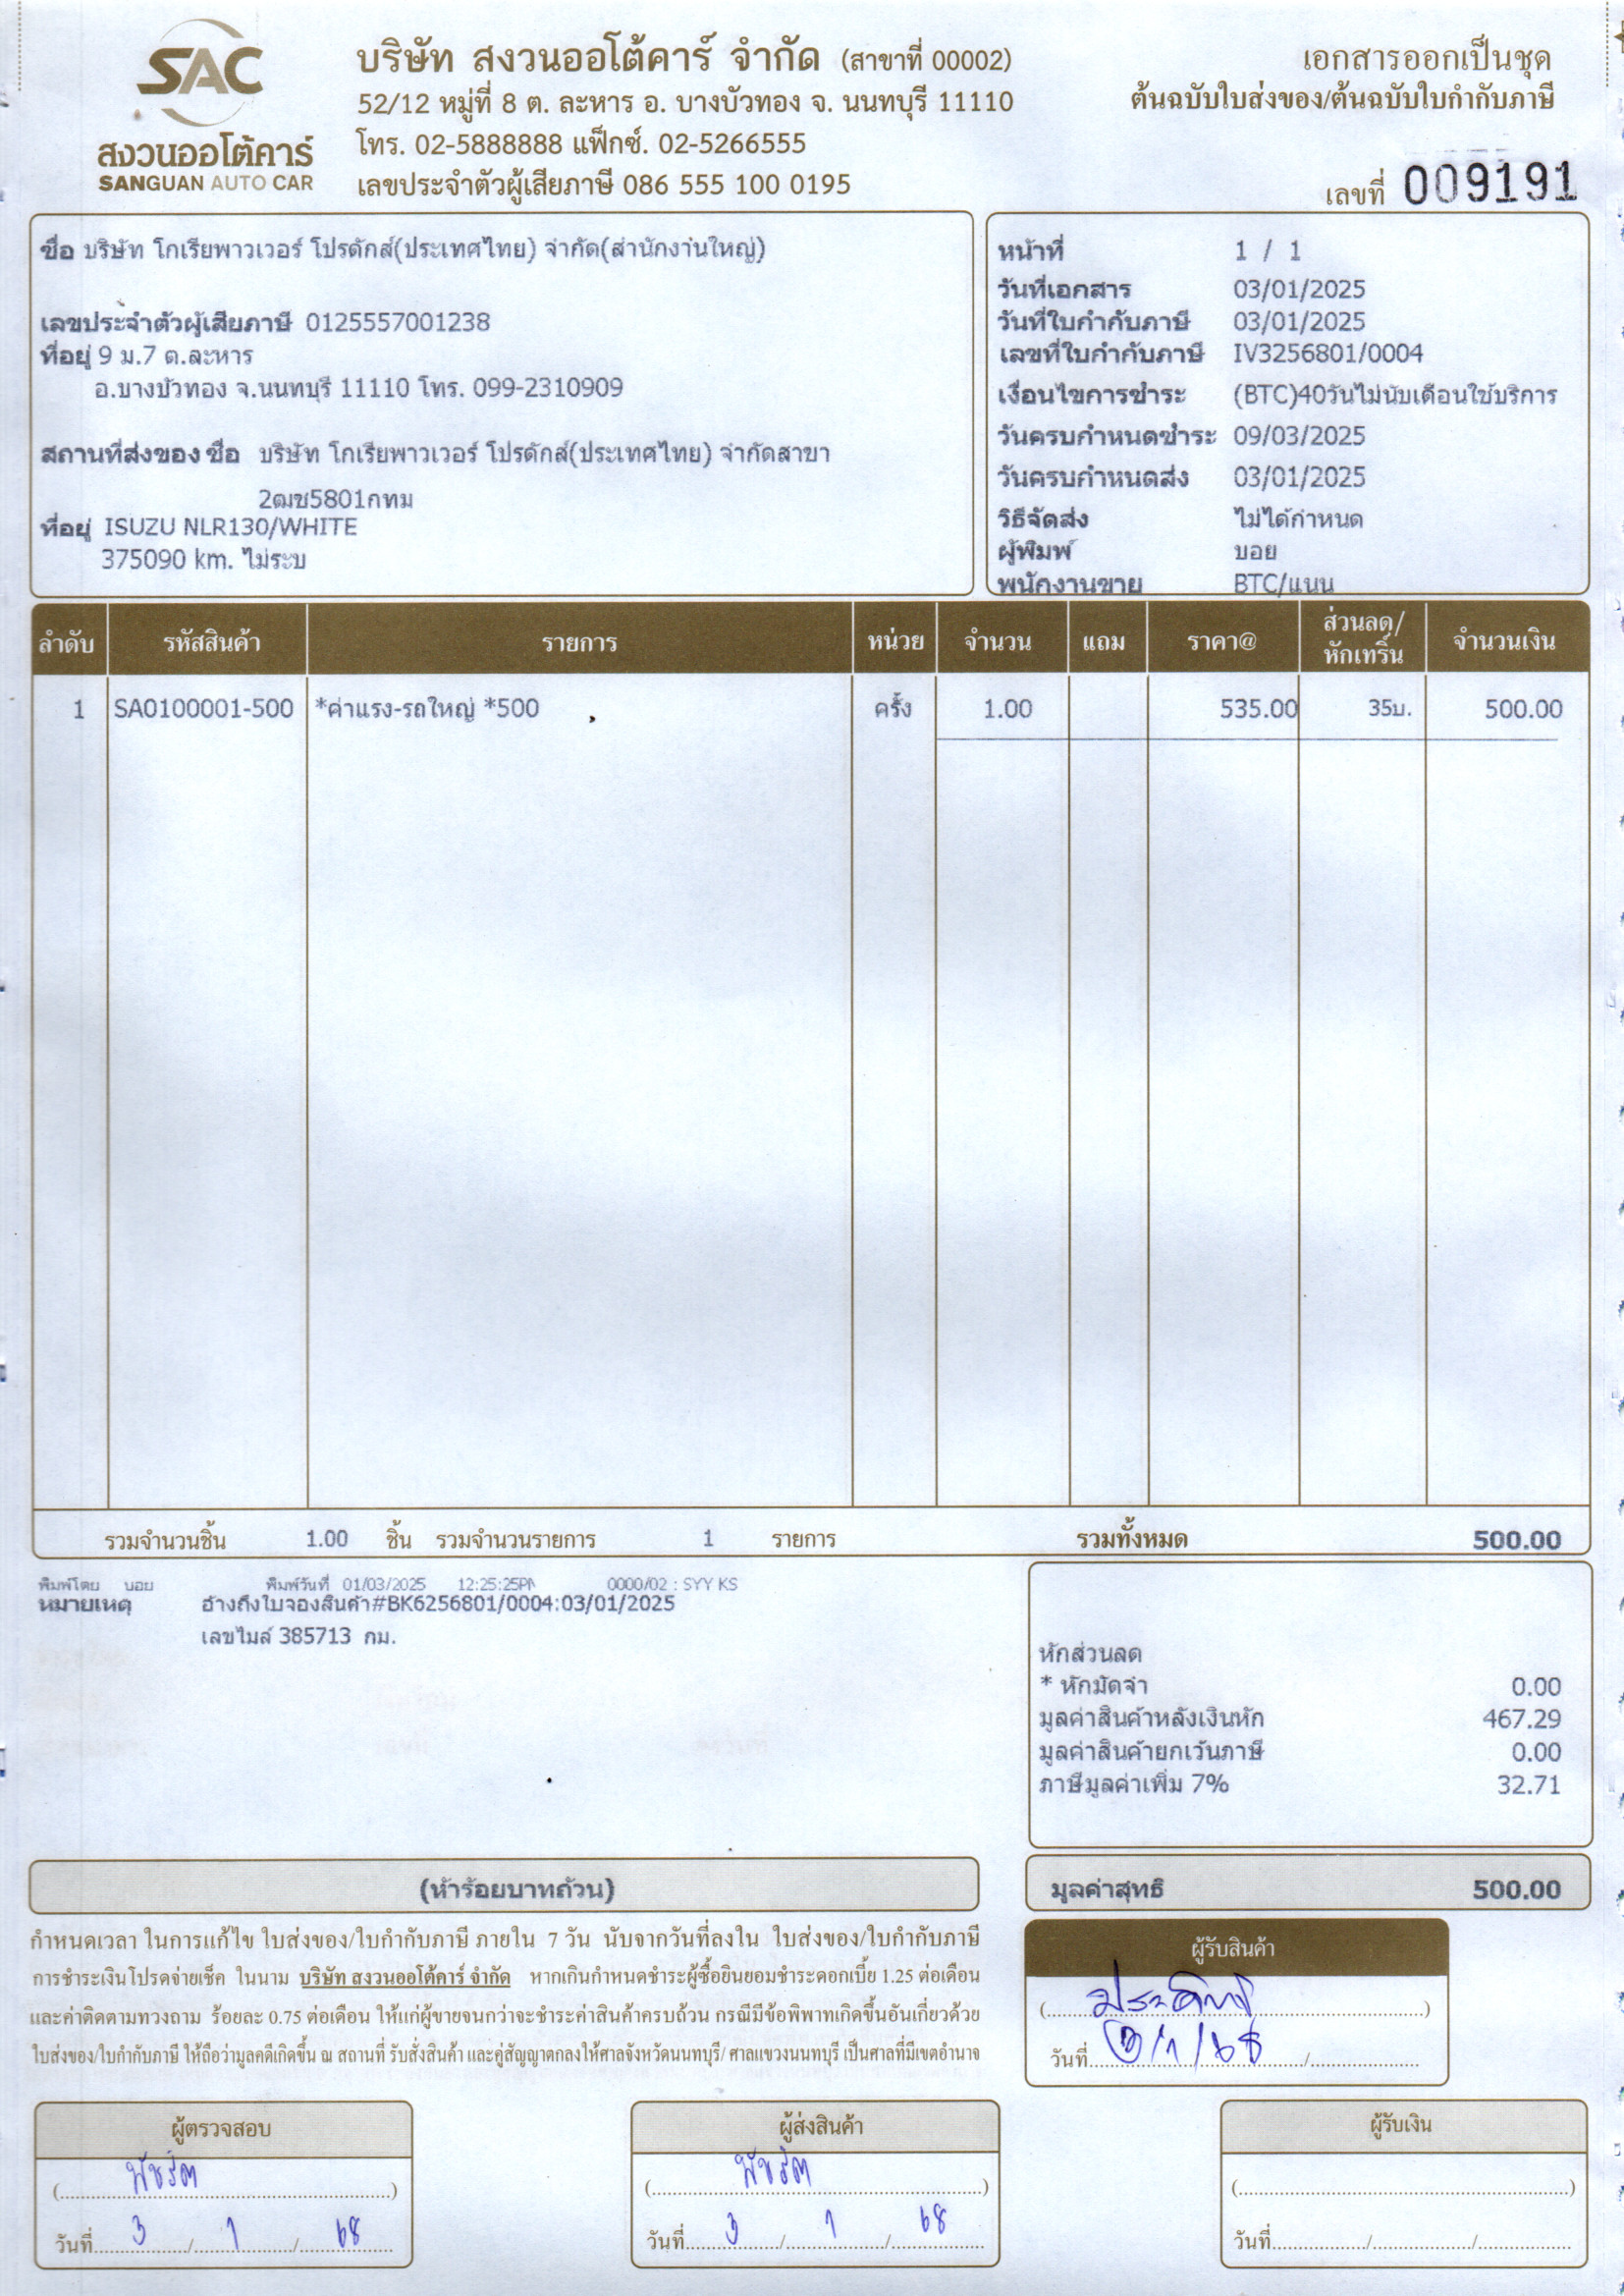 SAC
สงวนออโต้คาร์
SANGUAN AUTO CAR
บริษัท สงวนออโต้คาร์ จำกัด (สาขาที่ 00002)
52/12 หมู่ที่ 8 ต. ละหาร อ. บางบัวทอง จ. นนทบุรี 11110
โทร. 02-5888888 แฟ็กซ์. 02-5266555
เลขประจำตัวผู้เสียภาษี 086 555 100 0195
เอกสารออกเป็นชุด
ต้นฉบับใบส่งของ/ต้นฉบับใบกำกับภาษี
เลขที่ 009191
ชื่อ บริษัท โกเรียพาวเวอร์ โปรดักส์(ประเทศไทย) จำกัด(สำนักงานใหญ่)
เลขประจำตัวผู้เสียภาษี 0125557001238
ที่อยู่ 9 ม.7 ต.ละหาร
อ.บางบัวทอง จ.นนทบุรี 11110 โทร. 099-2310909
สถานที่ส่งของ ชื่อ บริษัท โกเรียพาวเวอร์ โปรดักส์(ประเทศไทย) จำกัดสาขา
2ฒช5801กทม
ที่อยู่ ISUZU NLR130/WHITE
375090 km. ไม่ระบ
หน้าที่ 1 / 1
วันที่เอกสาร 03/01/2025
วันที่ใบกำกับภาษี 03/01/2025
เลขที่ใบกำกับภาษี IV3256801/0004
เงื่อนไขการชำระ (BTC)40วันไม่นับเดือนใช้บริการ
วันครบกำหนดชำระ 09/03/2025
วันครบกำหนดส่ง 03/01/2025
วิธีจัดส่ง ไม่ได้กำหนด
ผู้พิมพ์ บอย
พนักงานขาย BTC/แนน
ลำดับ รหัสสินค้า รายการ หน่วย จำนวน แถม ราคา@ ส่วนลด/หักเทริ์น จำนวนเงิน
1 SA0100001-500 *ค่าแรง-รถใหญ่ *500 ครั้ง 1.00 535.00 35บ. 500.00
รวมจำนวนชิ้น 1.00 ชิ้น รวมจำนวนรายการ 1 รายการ รวมทั้งหมด 500.00
พิมพ์โดย บอย พิมพ์วันที่ 01/03/2025 12:25:25PM 0000/02 : SYY KS
หมายเหตุ อ้างถึงใบจองสินค้า#BK6256801/0004:03/01/2025
เลขไมล์ 385713 กม.
หักส่วนลด
* หักมัดจำ 0.00
มูลค่าสินค้าหลังเงินหัก 467.29
มูลค่าสินค้ายกเว้นภาษี 0.00
ภาษีมูลค่าเพิ่ม 7% 32.71
(ห้าร้อยบาทถ้วน)
มูลค่าสุทธิ 500.00
กำหนดเวลา ในการแก้ไข ใบส่งของ/ใบกำกับภาษี ภายใน 7 วัน นับจากวันที่ลงใน ใบส่งของ/ใบกำกับภาษี
การชำระเงินโปรดจ่ายเช็ค ในนาม บริษัท สงวนออโต้คาร์ จำกัด หากเกินกำหนดชำระผู้ซื้อยินยอมชำระดอกเบี้ย 1.25 ต่อเดือน
และค่าติดตามทวงถาม ร้อยละ 0.75 ต่อเดือน ให้แก่ผู้ขายจนกว่าจะชำระค่าสินค้าครบถ้วน กรณีมีข้อพิพาทเกิดขึ้นอันเกี่ยวด้วย
ใบส่งของ/ใบกำกับภาษี ให้ถือว่ามูลคดีเกิดขึ้น ณ สถานที่ รับสั่งสินค้า และคู่สัญญาตกลงให้ศาลจังหวัดนนทบุรี/ ศาลแขวงนนทบุรี เป็นศาลที่มีเขตอำนาจ
ผู้รับสินค้า
(ประดิษฐ์)
วันที่ 3/1/68
ผู้ตรวจสอบ
วันที่ 3 / 1 / 68
ผู้ส่งสินค้า
วันที่ 3 / 1 / 68
ผู้รับเงิน
วันที่ / /